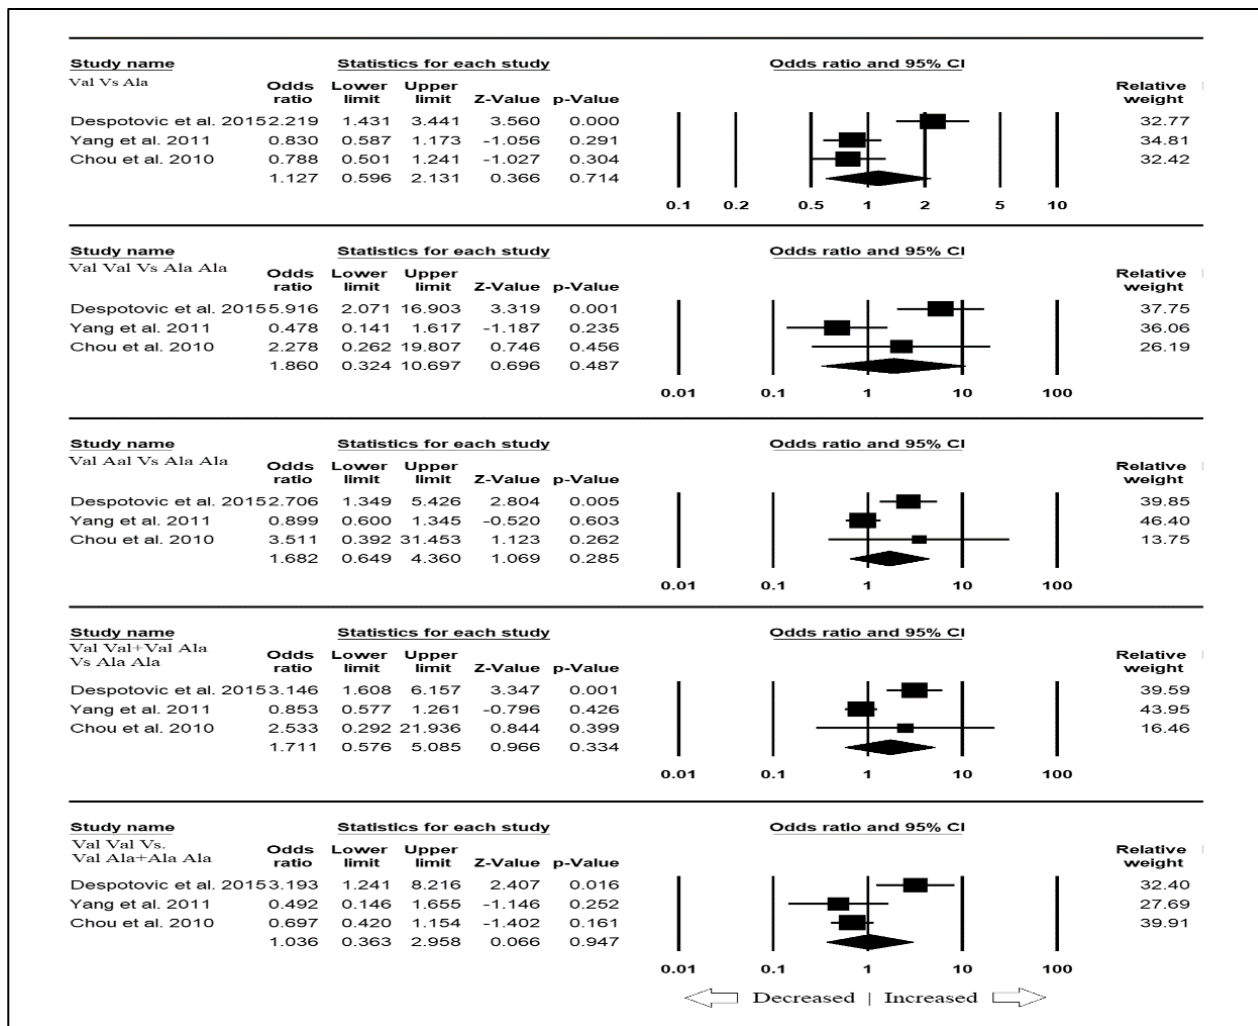 Study name Statistics for each study Odds ratio and 95% CI
Val Vs Ala
Odds ratio Lower limit Upper limit Z-Value p-Value Relative weight
Despotovic et al. 2015 2.219 1.431 3.441 3.560 0.000 32.77
Yang et al. 2011 0.830 0.587 1.173 -1.056 0.291 34.81
Chou et al. 2010 0.788 0.501 1.241 -1.027 0.304 32.42
1.127 0.596 2.131 0.366 0.714
0.1 0.2 0.5 1 2 5 10
Study name Statistics for each study Odds ratio and 95% CI
Val Val Vs Ala Ala
Odds ratio Lower limit Upper limit Z-Value p-Value Relative weight
Despotovic et al. 2015 5.916 2.071 16.903 3.319 0.001 37.75
Yang et al. 2011 0.478 0.141 1.617 -1.187 0.235 36.06
Chou et al. 2010 2.278 0.262 19.807 0.746 0.456 26.19
1.860 0.324 10.697 0.696 0.487
0.01 0.1 1 10 100
Study name Statistics for each study Odds ratio and 95% CI
Val Aal Vs Ala Ala
Odds ratio Lower limit Upper limit Z-Value p-Value Relative weight
Despotovic et al. 2015 2.706 1.349 5.426 2.804 0.005 39.85
Yang et al. 2011 0.899 0.600 1.345 -0.520 0.603 46.40
Chou et al. 2010 3.511 0.392 31.453 1.123 0.262 13.75
1.682 0.649 4.360 1.069 0.285
0.01 0.1 1 10 100
Study name Statistics for each study Odds ratio and 95% CI
Val Val+Val Ala
Vs Ala Ala
Odds ratio Lower limit Upper limit Z-Value p-Value Relative weight
Despotovic et al. 2015 3.146 1.608 6.157 3.347 0.001 39.59
Yang et al. 2011 0.853 0.577 1.261 -0.796 0.426 43.95
Chou et al. 2010 2.533 0.292 21.936 0.844 0.399 16.46
1.711 0.576 5.085 0.966 0.334
0.01 0.1 1 10 100
Study name Statistics for each study Odds ratio and 95% CI
Val Val Vs.
Val Ala+Ala Ala
Odds ratio Lower limit Upper limit Z-Value p-Value Relative weight
Despotovic et al. 2015 3.193 1.241 8.216 2.407 0.016 32.40
Yang et al. 2011 0.492 0.146 1.655 -1.146 0.252 27.69
Chou et al. 2010 0.697 0.420 1.154 -1.402 0.161 39.91
1.036 0.363 2.958 0.066 0.947
0.01 0.1 1 10 100
Decreased | Increased